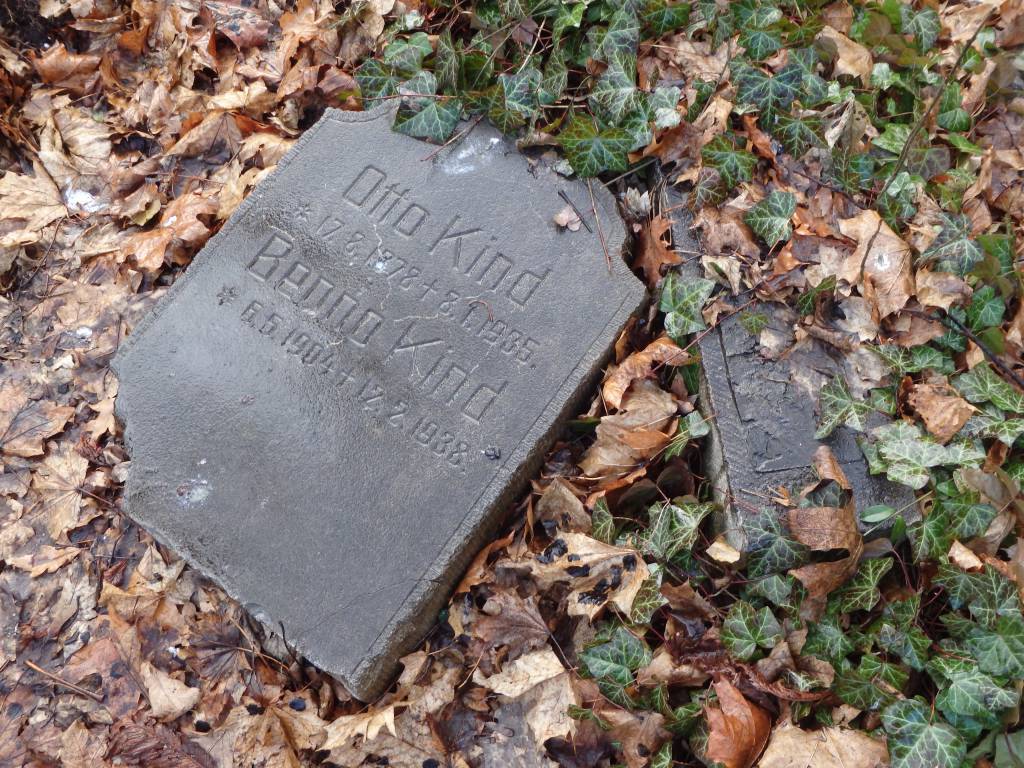 Otto Kind
* 17.8.1878 + 8.1.1935.
Benno Kind
* 6.5.1904 + 12.2.1938.